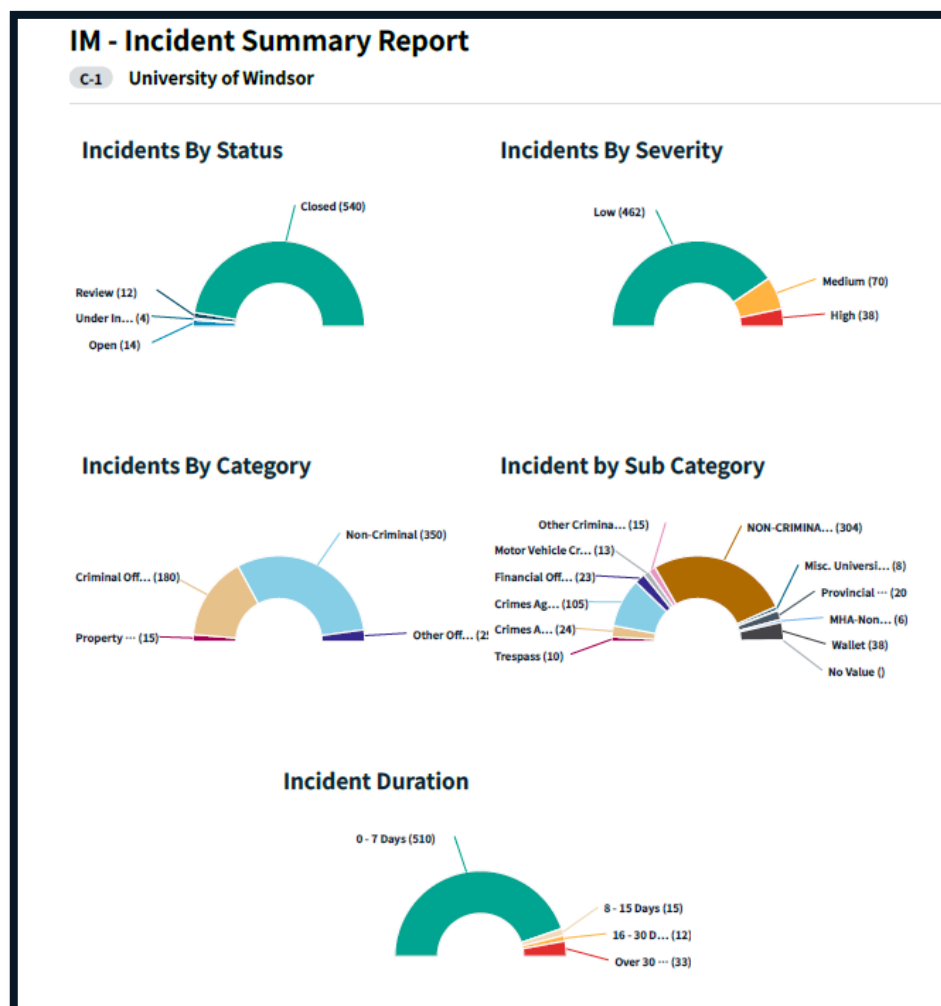 IM - Incident Summary Report
C-1 University of Windsor
Incidents By Status
Closed (540)
Review (12)
Under In... (4)
Open (14)
Incidents By Severity
Low (462)
Medium (70)
High (38)
Incidents By Category
Non-Criminal (350)
Criminal Off... (180)
Property ... (15)
Other Off... (25
Incident by Sub Category
Other Crimina... (15)
NON-CRIMINA... (304)
Motor Vehicle Cr... (13)
Misc. Universi... (8)
Financial Off... (23)
Provincial ... (20
Crimes Ag... (105)
MHA-Non... (6)
Crimes A... (24)
Wallet (38)
Trespass (10)
No Value ()
Incident Duration
0 - 7 Days (510)
8 - 15 Days (15)
16 - 30 D... (12)
Over 30 ... (33)